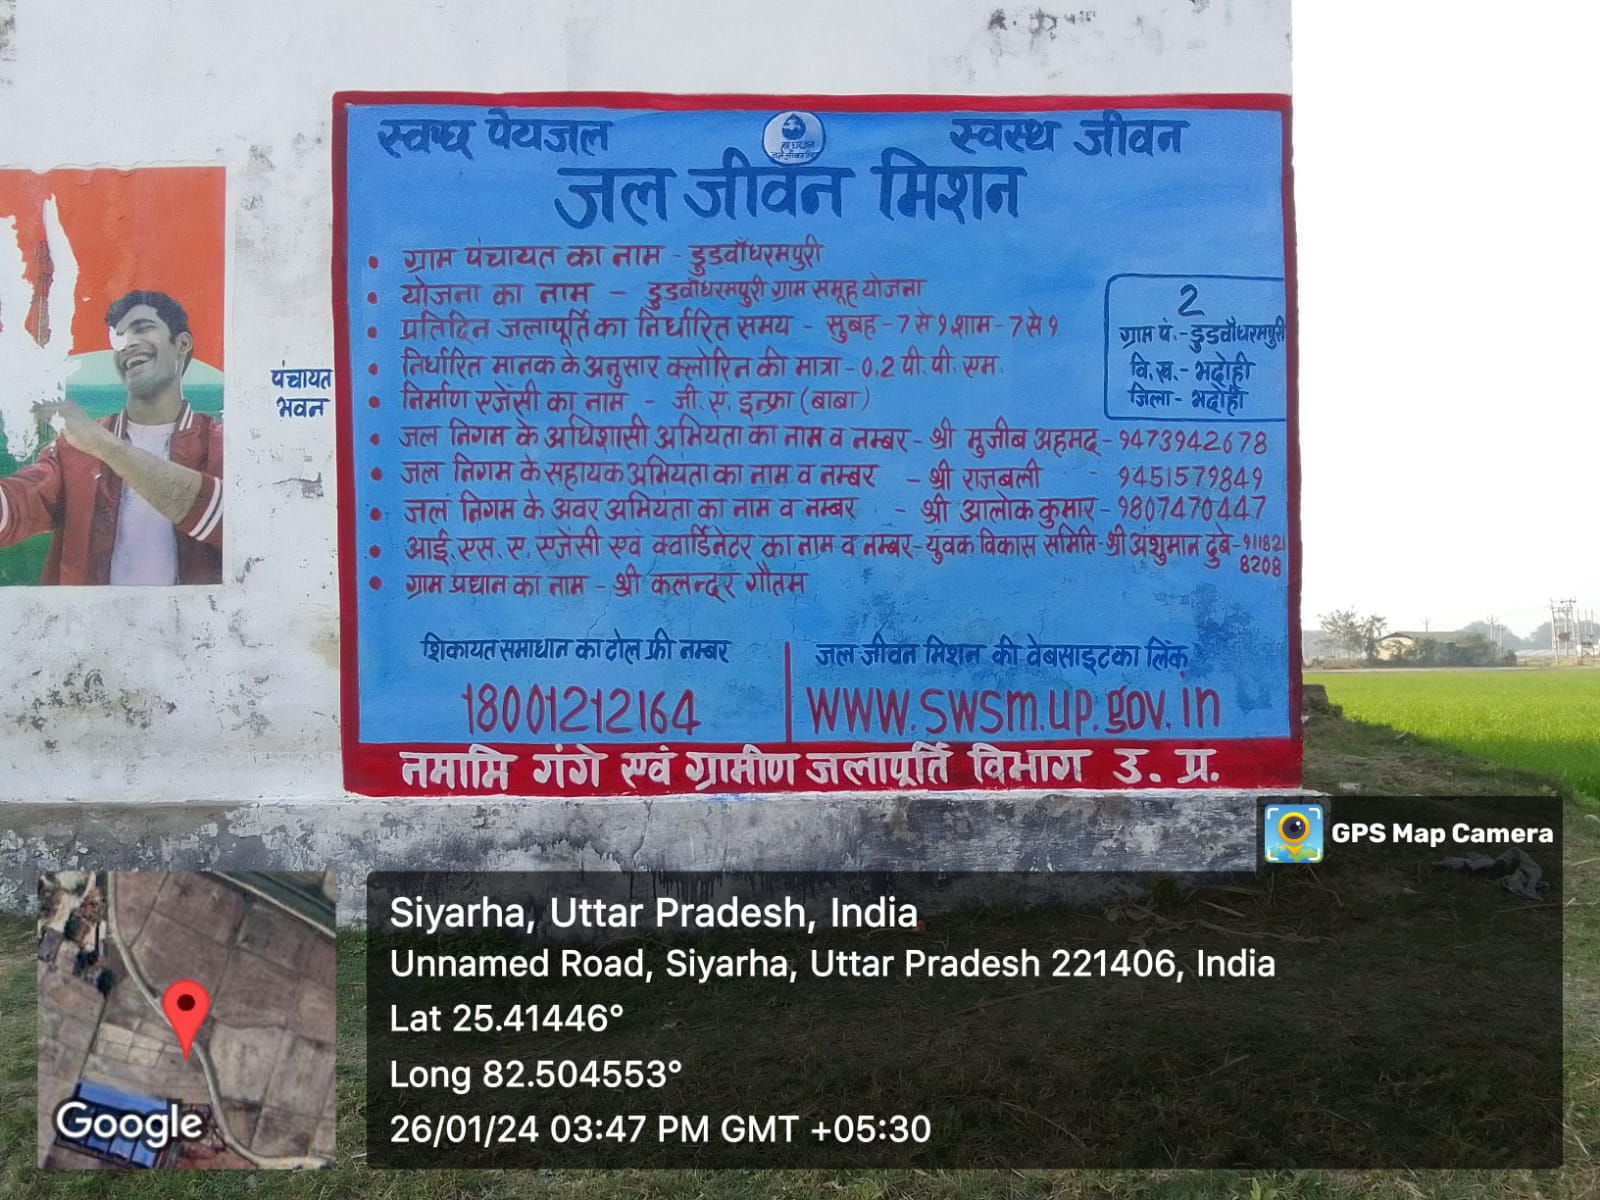 स्वच्छ पेयजल
स्वस्थ जीवन
जल जीवन मिशन
ग्राम पंचायत का नाम - डुडवाँधरमपुरी
योजना का नाम - डुडवाँधरमपुरी ग्राम समूह योजना
प्रतिदिन जलापूर्ति का निर्धारित समय - सुबह - 7 से 9, शाम - 7 से 9
निर्धारित मानक के अनुसार क्लोरिन की मात्रा - 0.2 पी. पी. एम.
निर्माण एजेंसी का नाम - जी. ए. इन्फ्रा (बाबा)
जल निगम के अधिशासी अभियंता का नाम व नम्बर - श्री मुजीब अहमद - 9473942678
जल निगम के सहायक अभियंता का नाम व नम्बर - श्री राजबली - 9451579849
जल निगम के अवर अभियंता का नाम व नम्बर - श्री आलोक कुमार - 9807470447
आई. एस. ए. एजेंसी एवं क्वार्डिनेटर का नाम व नम्बर - युवक विकास समिति - श्री अंशुमान दुबे - 911821
8208
ग्राम प्रधान का नाम - श्री कलन्दर गौतम
2
ग्राम पं. - डुडवाँधरमपुरी
वि. ख. - भदोही
जिला - भदोही
शिकायत समाधान का टोल फ्री नम्बर
18001212164
जल जीवन मिशन की वेबसाइट का लिंक
www.swsm.up.gov.in
नमामि गंगे एवं ग्रामीण जलापूर्ति विभाग उ. प्र.
पंचायत
भवन
GPS Map Camera
Siyarha, Uttar Pradesh, India
Unnamed Road, Siyarha, Uttar Pradesh 221406, India
Lat 25.41446°
Long 82.504553°
26/01/24 03:47 PM GMT +05:30
Google